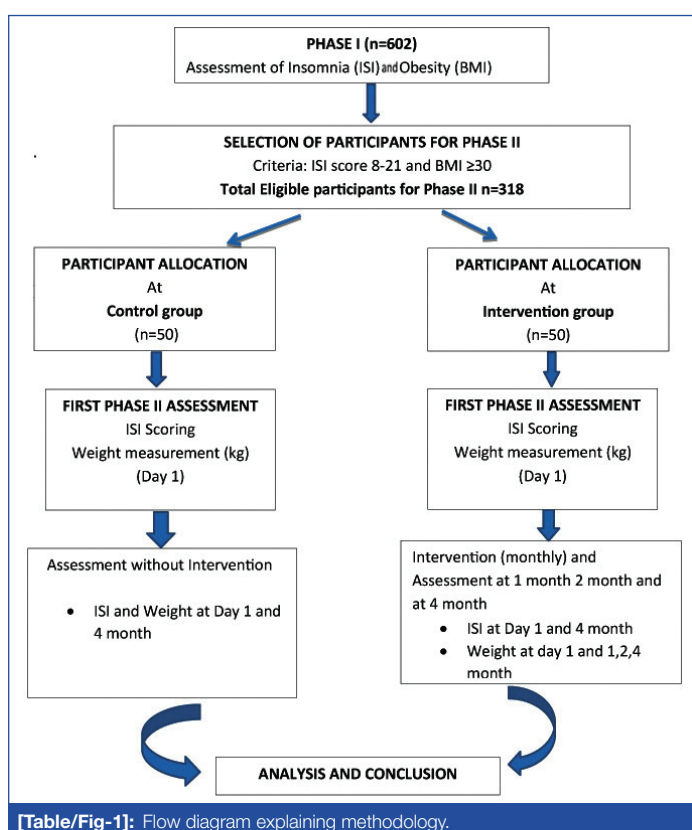 PHASE I (n=602)
Assessment of Insomnia (ISI) and Obesity (BMI)
SELECTION OF PARTICIPANTS FOR PHASE II
Criteria: ISI score 8-21 and BMI ≥30
Total Eligible participants for Phase II n=318
PARTICIPANT ALLOCATION
At
Control group
(n=50)
PARTICIPANT ALLOCATION
At
Intervention group
(n=50)
FIRST PHASE II ASSESSMENT
ISI Scoring
Weight measurement (kg)
(Day 1)
FIRST PHASE II ASSESSMENT
ISI Scoring
Weight measurement (kg)
(Day 1)
Assessment without Intervention
• ISI and Weight at Day 1 and
4 month
Intervention (monthly) and
Assessment at 1 month 2 month and
at 4 month
• ISI at Day 1 and 4 month
• Weight at day 1 and 1,2,4
month
ANALYSIS AND CONCLUSION
[Table/Fig-1]: Flow diagram explaining methodology.